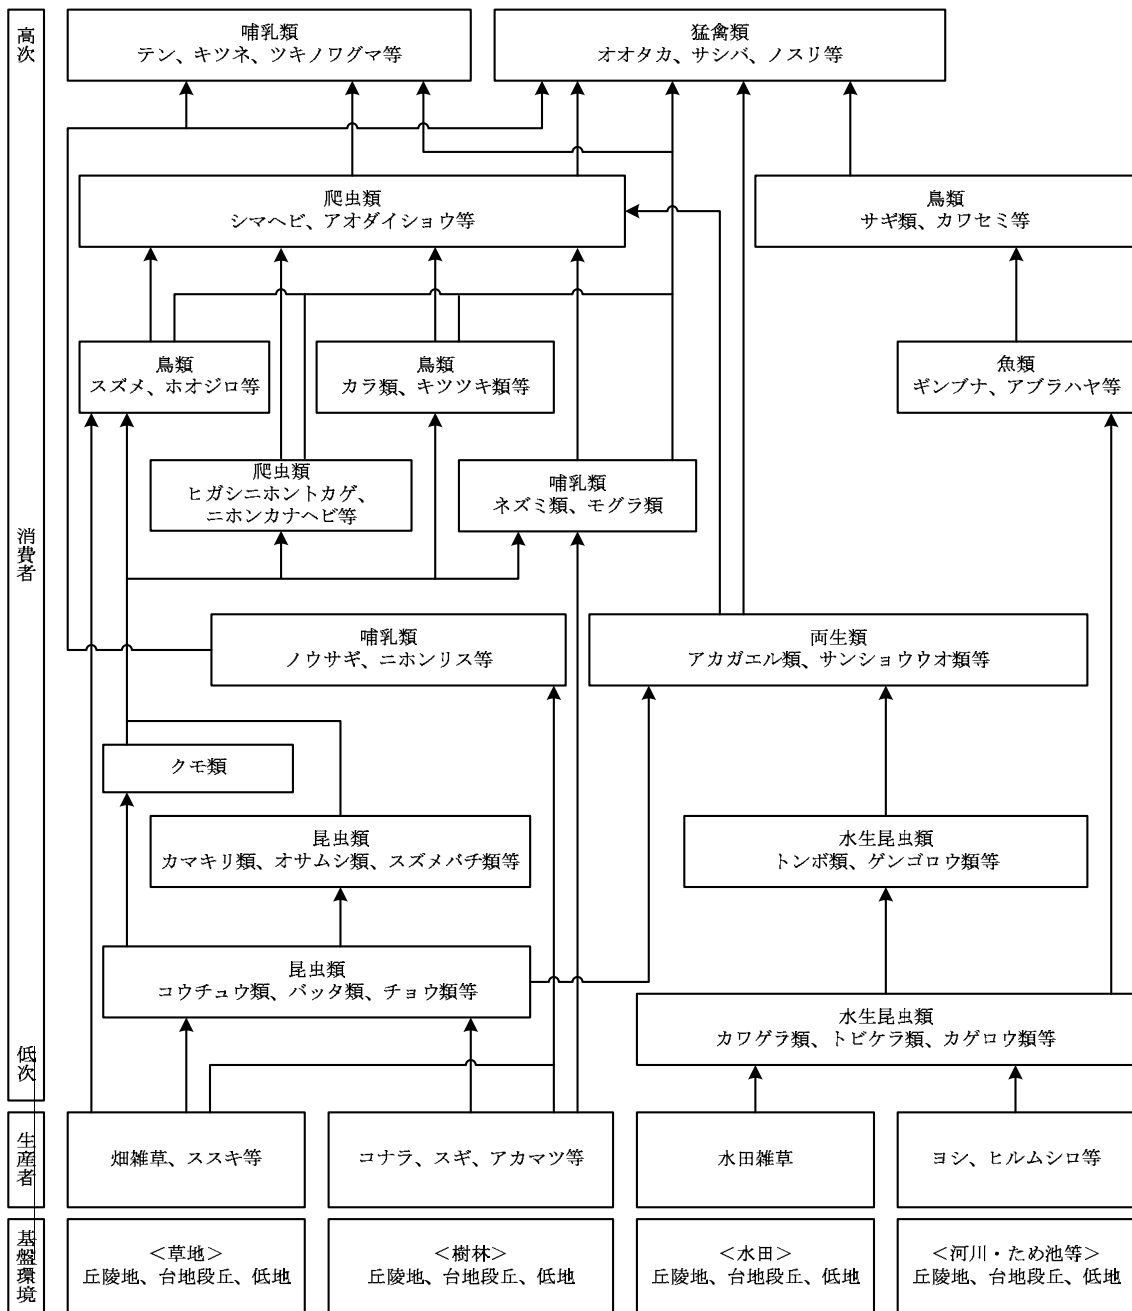 高次
哺乳類
テン、キツネ、ツキノワグマ等
猛禽類
オオタカ、サシバ、ノスリ等
爬虫類
シマヘビ、アオダイショウ等
鳥類
サギ類、カワセミ等
鳥類
スズメ、ホオジロ等
鳥類
カラ類、キツツキ類等
魚類
ギンブナ、アブラハヤ等
爬虫類
ヒガシニホントカゲ、
ニホンカナヘビ等
哺乳類
ネズミ類、モグラ類
消費者
哺乳類
ノウサギ、ニホンリス等
両生類
アカガエル類、サンショウウオ類等
クモ類
昆虫類
カマキリ類、オサムシ類、スズメバチ類等
水生昆虫類
トンボ類、ゲンゴロウ類等
昆虫類
コウチュウ類、バッタ類、チョウ類等
水生昆虫類
カワゲラ類、トビケラ類、カゲロウ類等
低次
生産者
畑雑草、ススキ等
コナラ、スギ、アカマツ等
水田雑草
ヨシ、ヒルムシロ等
基盤環境
＜草地＞
丘陵地、台地段丘、低地
＜樹林＞
丘陵地、台地段丘、低地
＜水田＞
丘陵地、台地段丘、低地
＜河川・ため池等＞
丘陵地、台地段丘、低地